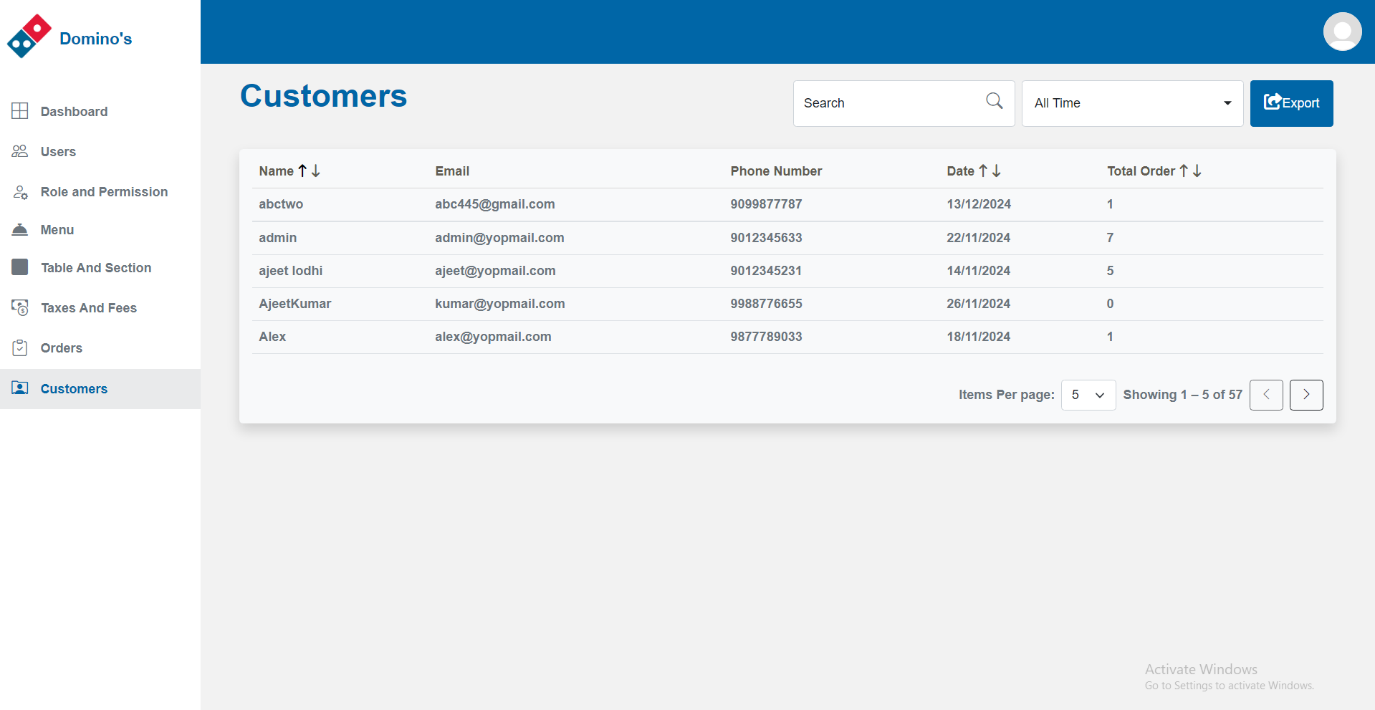 Domino's
Dashboard
Users
Role and Permission
Menu
Table And Section
Taxes And Fees
Orders
Customers
Customers
Search All Time Export
Name Email Phone Number Date Total Order
abctwo abc445@gmail.com 9099877787 13/12/2024 1
admin admin@yopmail.com 9012345633 22/11/2024 7
ajeet lodhi ajeet@yopmail.com 9012345231 14/11/2024 5
AjeetKumar kumar@yopmail.com 9988776655 26/11/2024 0
Alex alex@yopmail.com 9877789033 18/11/2024 1
Items Per page: 5 Showing 1 – 5 of 57
Activate Windows
Go to Settings to activate Windows.